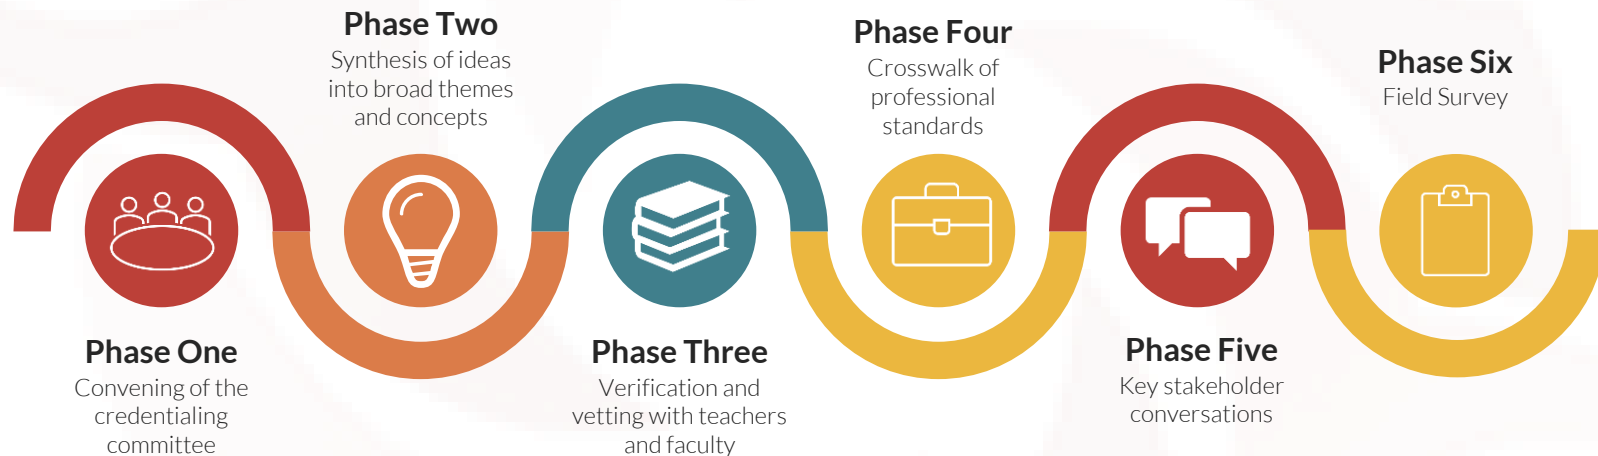 Phase One
Convening of the
credentialing
committee
Phase Two
Synthesis of ideas
into broad themes
and concepts
Phase Three
Verification and
vetting with teachers
and faculty
Phase Four
Crosswalk of
professional
standards
Phase Five
Key stakeholder
conversations
Phase Six
Field Survey